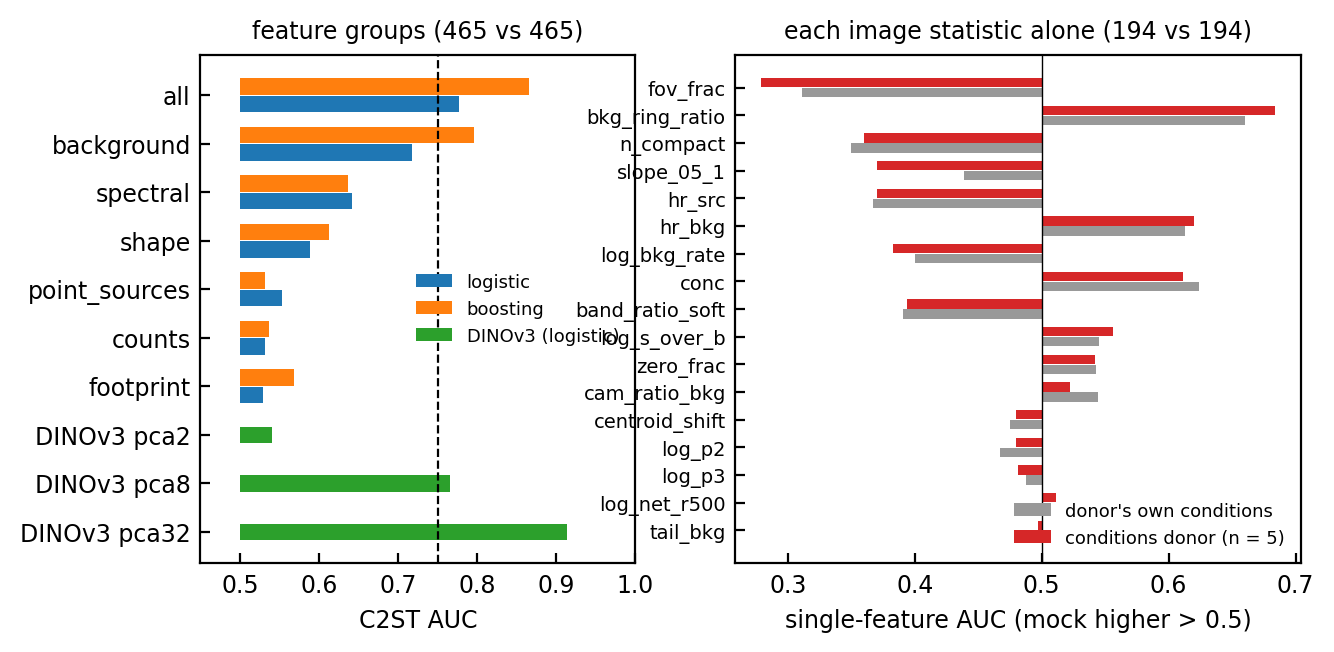 feature groups (465 vs 465)
all
background
spectral
shape
point_sources
counts
footprint
DINOv3 pca2
DINOv3 pca8
DINOv3 pca32
logistic
boosting
DINOv3 (logistic)
0.5 0.6 0.7 0.8 0.9 1.0
C2ST AUC
each image statistic alone (194 vs 194)
fov_frac
bkg_ring_ratio
n_compact
slope_05_1
hr_src
hr_bkg
log_bkg_rate
conc
band_ratio_soft
log_s_over_b
zero_frac
cam_ratio_bkg
centroid_shift
log_p2
log_p3
log_net_r500
tail_bkg
donor's own conditions
conditions donor (n = 5)
0.3 0.4 0.5 0.6 0.7
single-feature AUC (mock higher > 0.5)